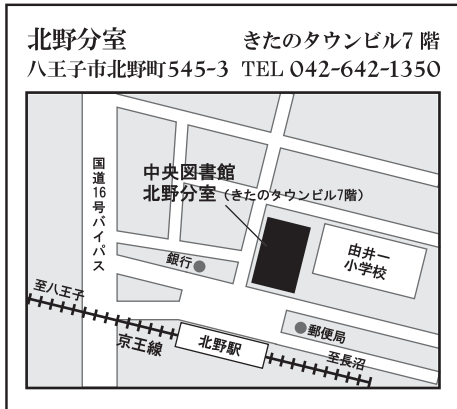 北野分室 きたのタウンビル7階
八王子市北野町545-3 TEL 042-642-1350
国道16号バイパス
中央図書館
北野分室（きたのタウンビル7階）
由井一
小学校
銀行
至八王子
京王線
北野駅
郵便局
至長沼